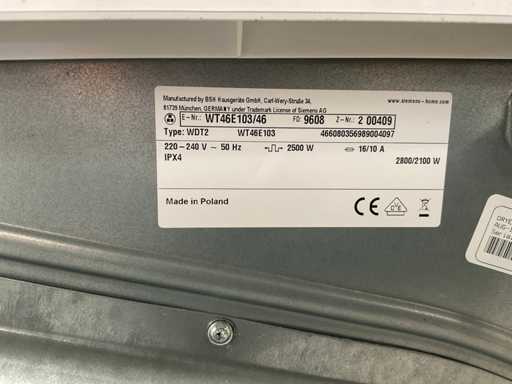 Manufactured by BSH Hausgeräte GmbH, Carl-Wery-Straße 34,
81739 München, GERMANY under Trademark License of Siemens AG
www.siemens-home.com
E-Nr.: WT46E103/46 FD: 9608 Z-Nr.: 2 00409
Type: WDT2 WT46E103 466080356989004097
220-240 V ~ 50 Hz 2500 W 16/10 A
IPX4 2800/2100 W
Made in Poland
CE